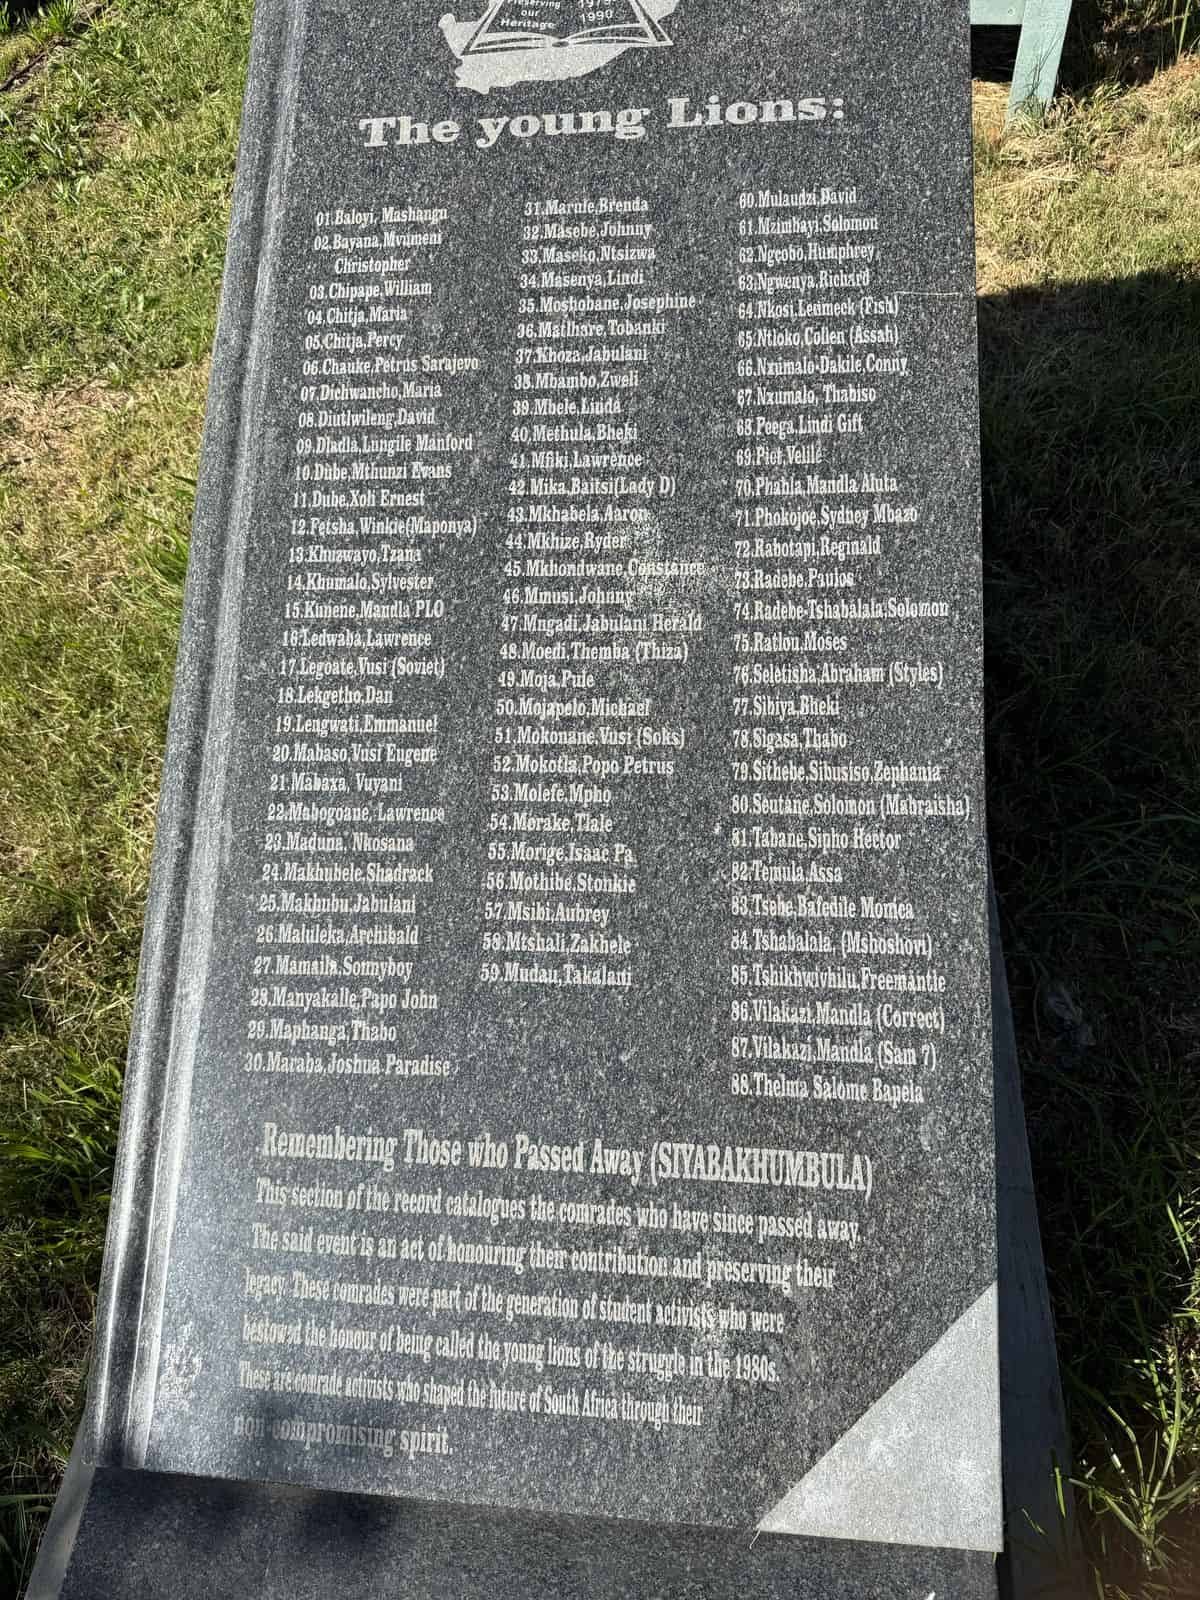 Preserving
our
Heritage
1990
The young Lions:
01.Baloyi, Mashangu
02.Bayana,Mvumeni
Christopher
03.Chipape,William
04.Chitja,Maria
05.Chitja,Percy
06.Chauke,Petrus Sarajevo
07.Dichwancho,Maria
08.Diutlwileng,David
09.Dladla,Lungile Manford
10.Dube,Mthunzi Evans
11.Dube,Xoli Ernest
12.Fetsha,Winkie(Maponya)
13.Khuzwayo,Tzana
14.Khumalo,Sylvester
15.Kunene,Mandla PLO
16.Ledwaba,Lawrence
17.Legoate,Vusi (Soviet)
18.Lekgetho,Dan
19.Lengwati,Emmanuel
20.Mabaso,Vusi Eugene
21.Mabaxa, Vuyani
22.Mabogoane, Lawrence
23.Maduna, Nkosana
24.Makhubele,Shadrack
25.Makhubu,Jabulani
26.Maluleka,Archibald
27.Mamaila,Sonnyboy
28.Manyakalle,Papo John
29.Maphanga,Thabo
30.Maraba,Joshua Paradise
31.Marule,Brenda
32.Masebe,Johnny
33.Maseko,Ntsizwa
34.Masenya,Lindi
35.Moshobane,Josephine
36.Matlhare,Tobanki
37.Khoza,Jabulani
38.Mbambo,Zweli
39.Mbele,Linda
40.Methula,Bheki
41.Mfiki,Lawrence
42.Mika,Baitsi(Lady D)
43.Mkhabela,Aaron
44.Mkhize,Ryder
45.Mkhondwane,Constance
46.Mmusi,Johnny
47.Mngadi,Jabulani Herald
48.Moedi,Themba (Thiza)
49.Moja,Pule
50.Mojapelo,Michael
51.Mokonane,Vusi (Soks)
52.Mokotla,Popo Petrus
53.Molefe,Mpho
54.Morake,Tlale
55.Morige,Isaac Pa
56.Mothibe,Stonkie
57.Msibi,Aubrey
58.Mtshali,Zakhele
59.Mudau,Takalani
60.Mulaudzi,David
61.Mzimbayi,Solomon
62.Ngcobo,Humphrey
63.Ngwenya,Richard
64.Nkosi,Leonneck (Fish)
65.Ntloko,Collen (Assah)
66.Nxumalo-Dakile,Conny
67.Nxumalo, Thabiso
68.Peega,Lindi Gift
69.Piet,Velile
70.Phahla,Mandla Aluta
71.Phokojoe,Sydney Mbazo
72.Rabotapi,Reginald
73.Radebe,Paulos
74.Radebe-Tshabalala,Solomon
75.Ratlou,Moses
76.Seletisha,Abraham (Styles)
77.Sibiya,Bheki
78.Sigasa,Thabo
79.Sithebe,Sibusiso,Zephania
80.Seutane,Solomon (Mabraisha)
81.Tabane,Sipho Hector
82.Temula,Assa
83.Tsebe,Bafedile Monica
84.Tshabalala, (Mshoshovi)
85.Tshikhwivhilu,Freemantle
86.Vilakazi,Mandla (Correct)
87.Vilakazi,Mandla (Sam 7)
88.Thelma Salome Bapela
Remembering Those who Passed Away (SIYABAKHUMBULA)
This section of the record catalogues the comrades who have since passed away.
The said event is an act of honouring their contribution and preserving their
legacy. These comrades were part of the generation of student activists who were
bestowed the honour of being called the young lions of the struggle in the 1980s.
These are comrade activists who shaped the future of South Africa through their
non-compromising spirit.